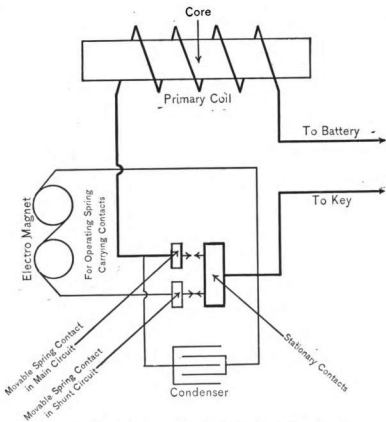 Core
Primary Coil
To Battery
To Key
Electro Magnet
For Operating Spring
Carrying Contacts
Movable Spring Contact
in Main Circuit
Movable Spring Contact
in Shunt Circuit
Stationary Contacts
Condenser